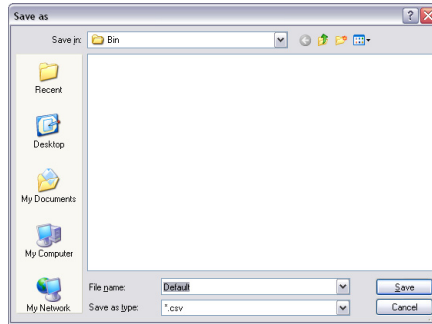 Save as
Save in: Bin
Recent
Desktop
My Documents
My Computer
My Network
File name: Default
Save
Save as type: *.csv
Cancel